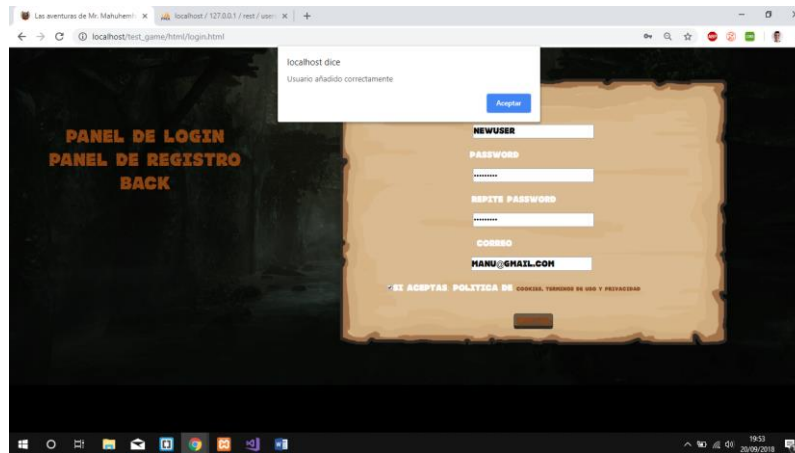 Las aventuras de Mr. Mahuhem
localhost / 127.0.0.1 / rest / user
localhost/test_game/html/login.html
localhost dice
Usuario añadido correctamente
Aceptar
PANEL DE LOGIN
PANEL DE REGISTRO
BACK
NEWUSER
PASSWORD
REPITE PASSWORD
CORREO
MANU@GMAIL.COM
SI ACEPTAS POLITICA DE COOKIES, TERMINOS DE USO Y PRIVACIDAD
19:53
20/09/2018